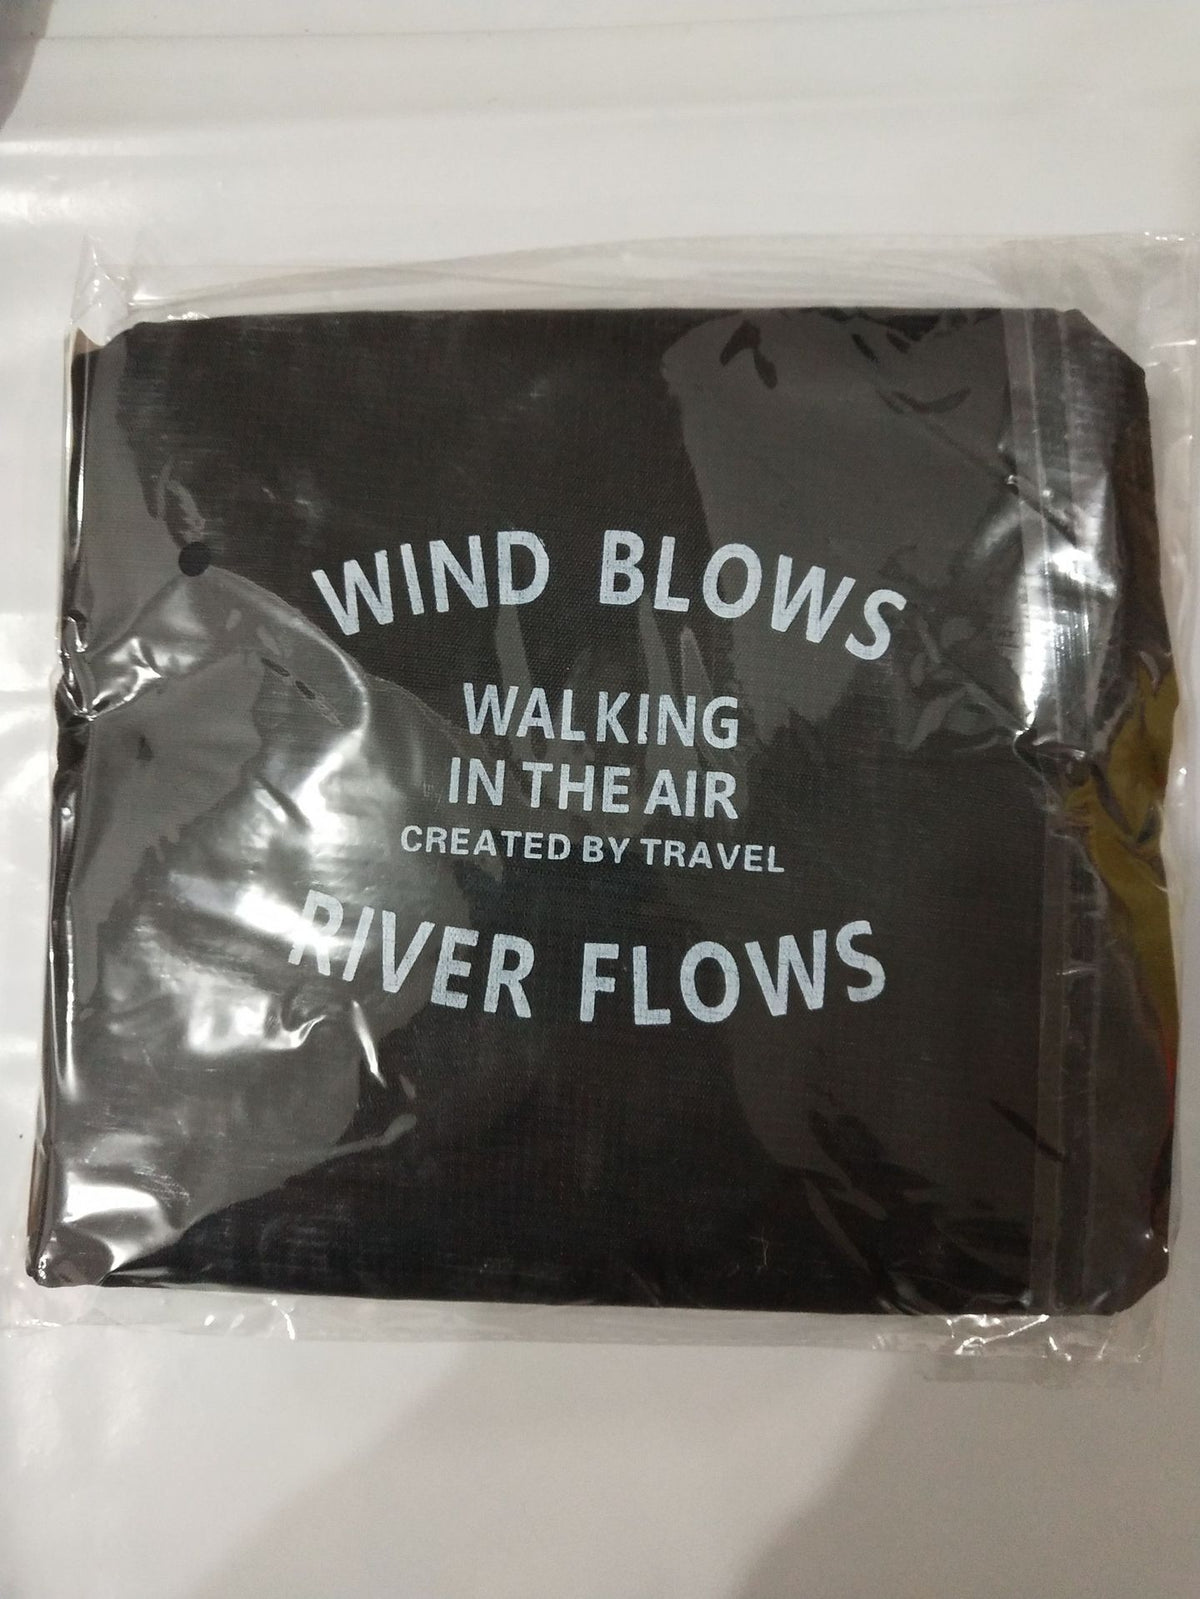 WIND BLOWS
WALKING
IN THE AIR
CREATED BY TRAVEL
RIVER FLOWS